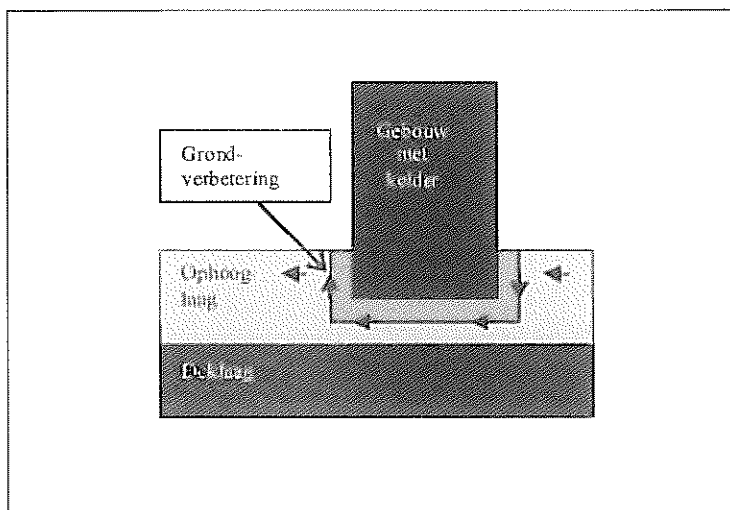 Gebouw
met
kelder
Grond-
verbetering
Ophoog
laag
Deklaag